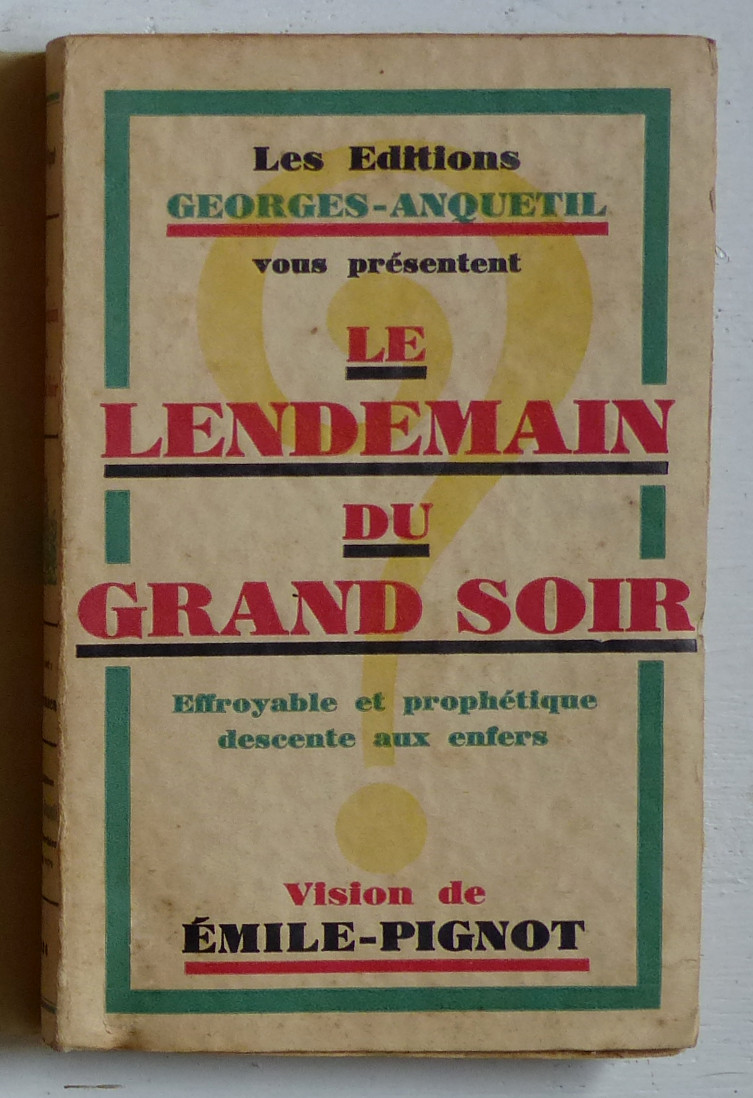 Les Editions
GEORGES-ANQUETIL
vous présentent
LE
LENDEMAIN
DU
GRAND SOIR
Effroyable et prophétique
descente aux enfers
Vision de
ÉMILE-PIGNOT